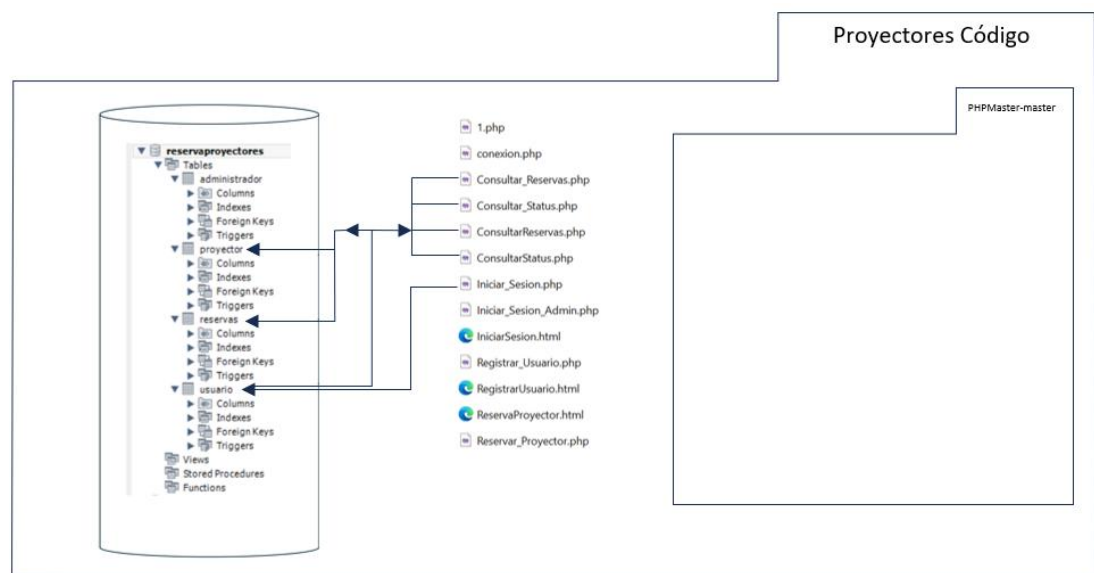 Proyectores Código
PHPMaster-master
reservaproyectores
Tables
administrador
Columns
Indexes
Foreign Keys
Triggers
proyector
Columns
Indexes
Foreign Keys
Triggers
reservas
Columns
Indexes
Foreign Keys
Triggers
usuario
Columns
Indexes
Foreign Keys
Triggers
Views
Stored Procedures
Functions
1.php
conexion.php
Consultar_Reservas.php
Consultar_Status.php
ConsultarReservas.php
ConsultarStatus.php
Iniciar_Sesion.php
Iniciar_Sesion_Admin.php
IniciarSesion.html
Registrar_Usuario.php
RegistrarUsuario.html
ReservaProyector.html
Reservar_Proyector.php